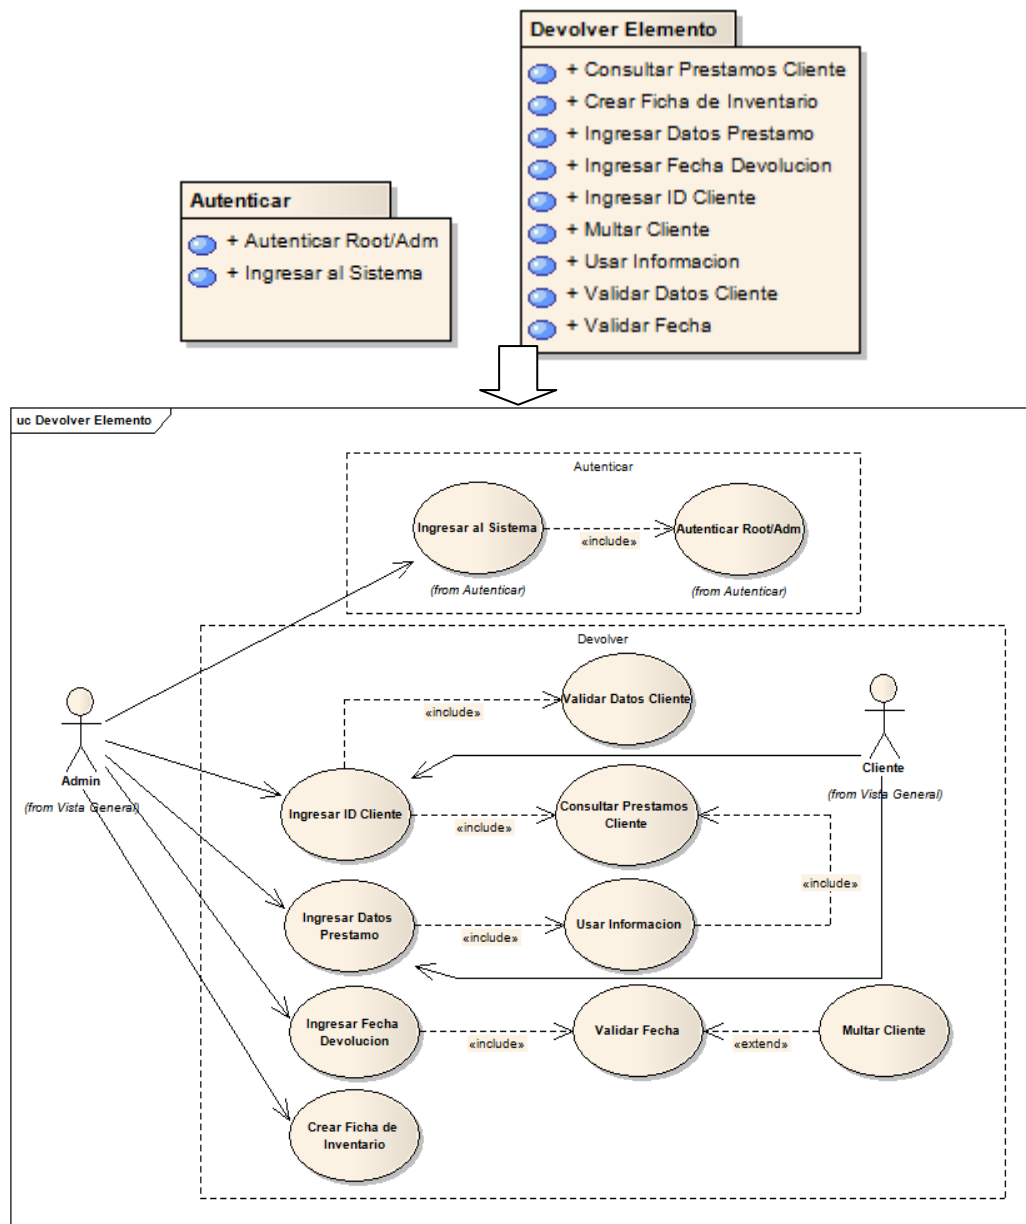 Devolver Elemento
+ Consultar Prestamos Cliente
+ Crear Ficha de Inventario
+ Ingresar Datos Prestamo
+ Ingresar Fecha Devolucion
+ Ingresar ID Cliente
+ Multar Cliente
+ Usar Informacion
+ Validar Datos Cliente
+ Validar Fecha
Autenticar
+ Autenticar Root/Adm
+ Ingresar al Sistema
uc Devolver Elemento
Autenticar
Ingresar al Sistema
«include»
Autenticar Root/Adm
(from Autenticar)
(from Autenticar)
Devolver
Validar Datos Cliente
«include»
Admin
(from Vista General)
Cliente
(from Vista General)
Ingresar ID Cliente
«include»
Consultar Prestamos
Cliente
«include»
Ingresar Datos
Prestamo
«include»
Usar Informacion
Ingresar Fecha
Devolucion
«include»
Validar Fecha
«extend»
Multar Cliente
Crear Ficha de
Inventario